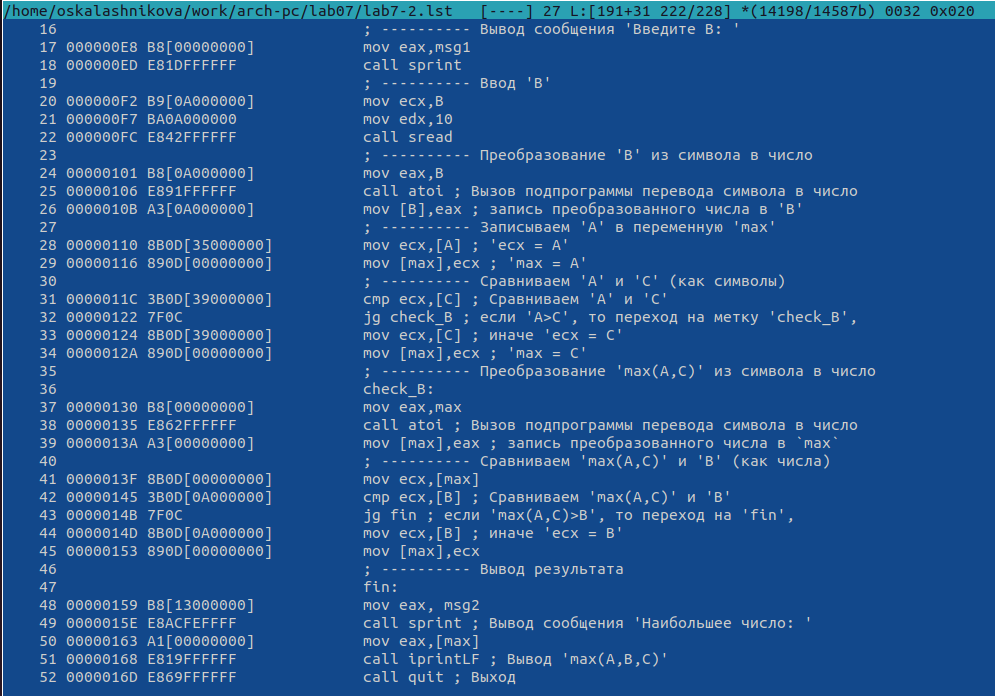 /home/oskalashnikova/work/arch-pc/lab07/lab7-2.lst   [----] 27 L:[191+31 222/228] *(14198/14587b) 0032 0x020
16                                  ; ---------- Вывод сообщения 'Введите B: '
17 000000E8 B8[00000000]            mov eax,msg1
18 000000ED E81DFFFFFF              call sprint
19                                  ; ---------- Ввод 'B'
20 000000F2 B9[0A000000]            mov ecx,B
21 000000F7 BA0A000000              mov edx,10
22 000000FC E842FFFFFF              call sread
23                                  ; ---------- Преобразование 'B' из символа в число
24 00000101 B8[0A000000]            mov eax,B
25 00000106 E891FFFFFF              call atoi ; Вызов подпрограммы перевода символа в число
26 0000010B A3[0A000000]            mov [B],eax ; запись преобразованного числа в 'B'
27                                  ; ---------- Записываем 'A' в переменную 'max'
28 00000110 8B0D[35000000]          mov ecx,[A] ; 'ecx = A'
29 00000116 890D[00000000]          mov [max],ecx ; 'max = A'
30                                  ; ---------- Сравниваем 'A' и 'C' (как символы)
31 0000011C 3B0D[39000000]          cmp ecx,[C] ; Сравниваем 'A' и 'C'
32 00000122 7F0C                    jg check_B ; если 'A>C', то переход на метку 'check_B',
33 00000124 8B0D[39000000]          mov ecx,[C] ; иначе 'ecx = C'
34 0000012A 890D[00000000]          mov [max],ecx ; 'max = C'
35                                  ; ---------- Преобразование 'max(A,C)' из символа в число
36                                  check_B:
37 00000130 B8[00000000]            mov eax,max
38 00000135 E862FFFFFF              call atoi ; Вызов подпрограммы перевода символа в число
39 0000013A A3[00000000]            mov [max],eax ; запись преобразованного числа в `max`
40                                  ; ---------- Сравниваем 'max(A,C)' и 'B' (как числа)
41 0000013F 8B0D[00000000]          mov ecx,[max]
42 00000145 3B0D[0A000000]          cmp ecx,[B] ; Сравниваем 'max(A,C)' и 'B'
43 0000014B 7F0C                    jg fin ; если 'max(A,C)>B', то переход на 'fin',
44 0000014D 8B0D[0A000000]          mov ecx,[B] ; иначе 'ecx = B'
45 00000153 890D[00000000]          mov [max],ecx
46                                  ; ---------- Вывод результата
47                                  fin:
48 00000159 B8[13000000]            mov eax, msg2
49 0000015E E8ACFEFFFF              call sprint ; Вывод сообщения 'Наибольшее число: '
50 00000163 A1[00000000]            mov eax,[max]
51 00000168 E819FFFFFF              call iprintLF ; Вывод 'max(A,B,C)'
52 0000016D E869FFFFFF              call quit ; Выход